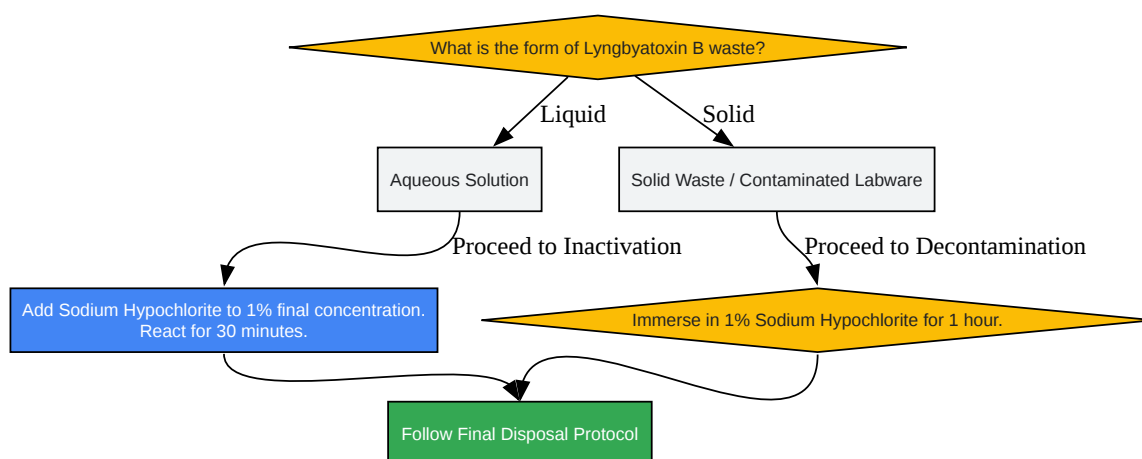 What is the form of Lyngbyatoxin B waste?
Liquid
Solid
Aqueous Solution
Solid Waste / Contaminated Labware
Proceed to Inactivation
Proceed to Decontamination
Add Sodium Hypochlorite to 1% final concentration.
React for 30 minutes.
Immerse in 1% Sodium Hypochlorite for 1 hour.
Follow Final Disposal Protocol